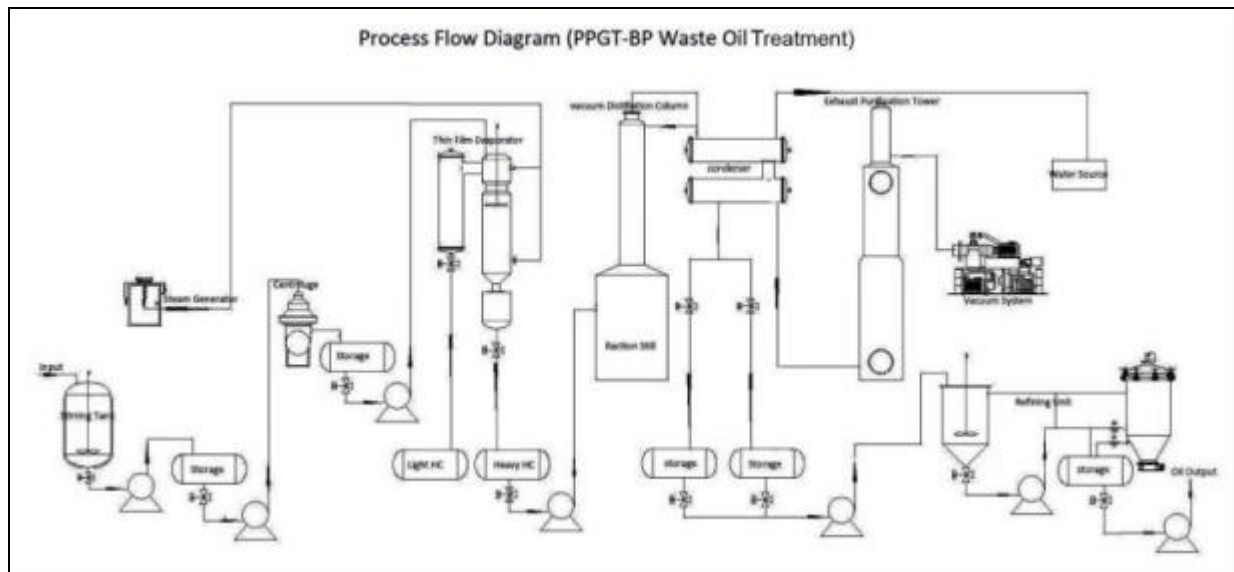 Process Flow Diagram (PPGT-BP Waste Oil Treatment)
vacuum Distillation Column
Exhaust Purification Tower
Thin Film Evaporator
condenser
Water Source
Steam Generator
Centrifuge
Vacuum System
Storage
Raction Still
Input
Stirring Tank
Refining Unit
Storage
Light HC
Heavy HC
storage
Storage
storage
Oil Output